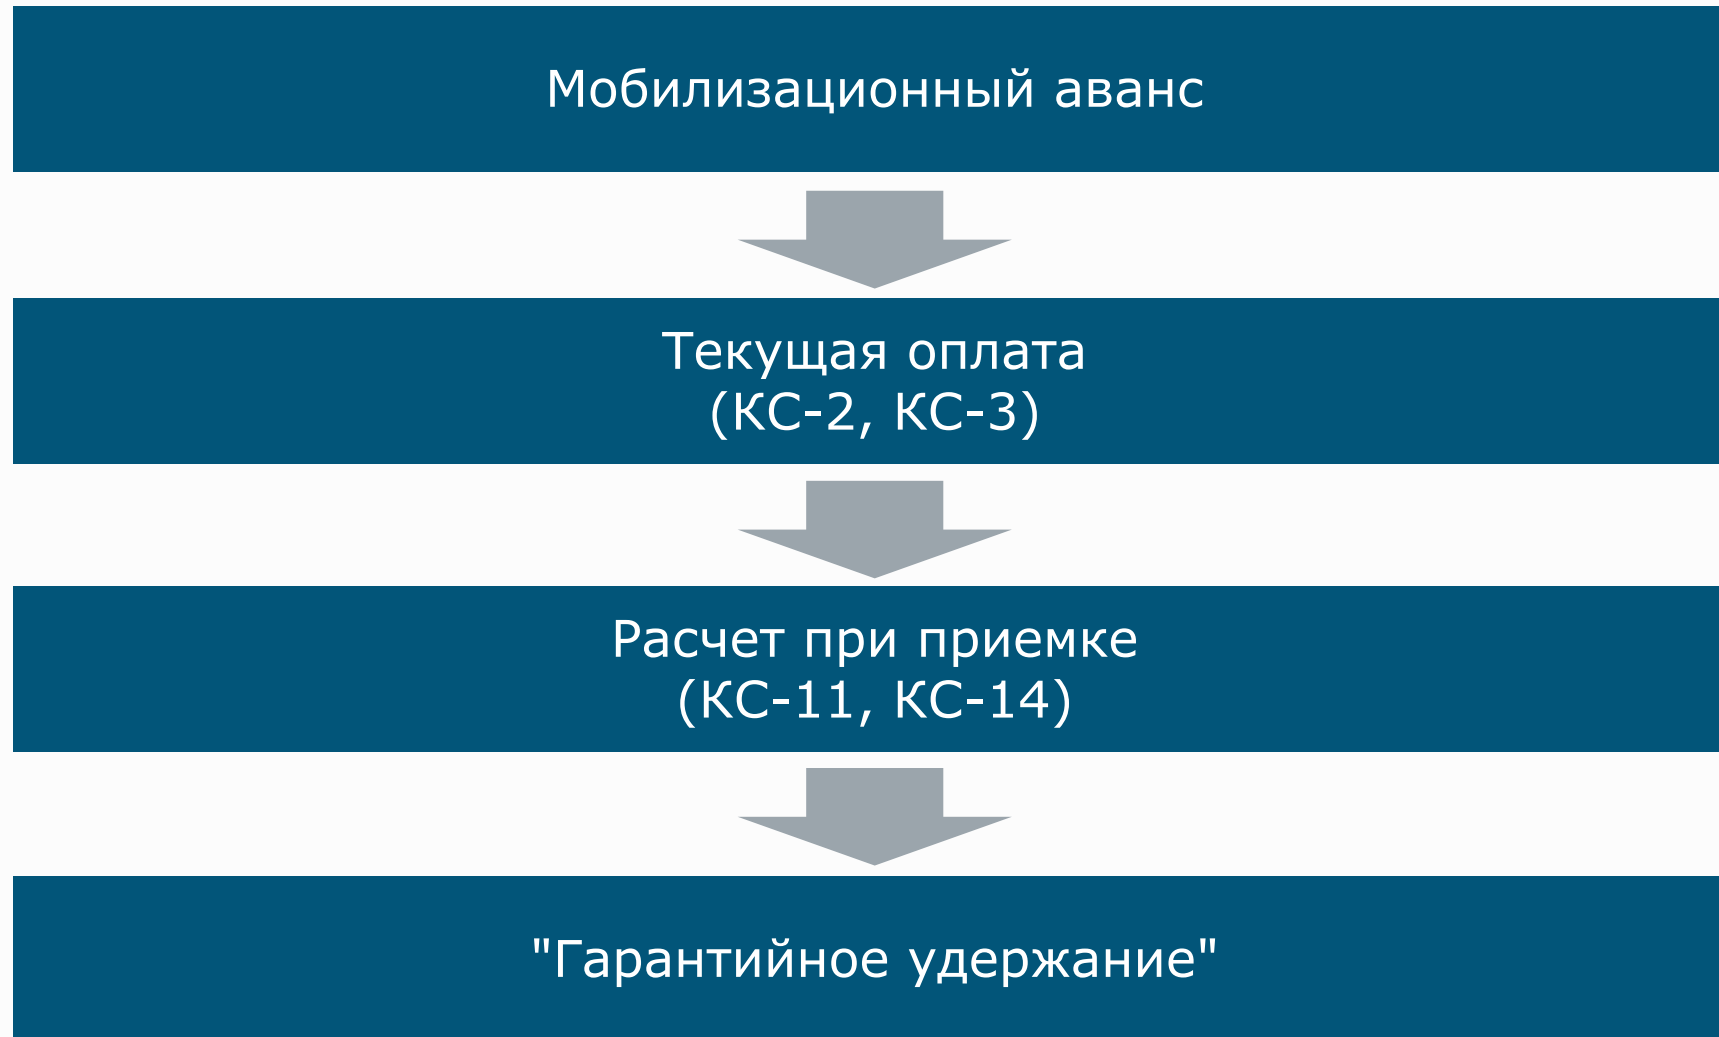 Мобилизационный аванс
Текущая оплата
(КС-2, КС-3)
Расчет при приемке
(КС-11, КС-14)
"Гарантийное удержание"